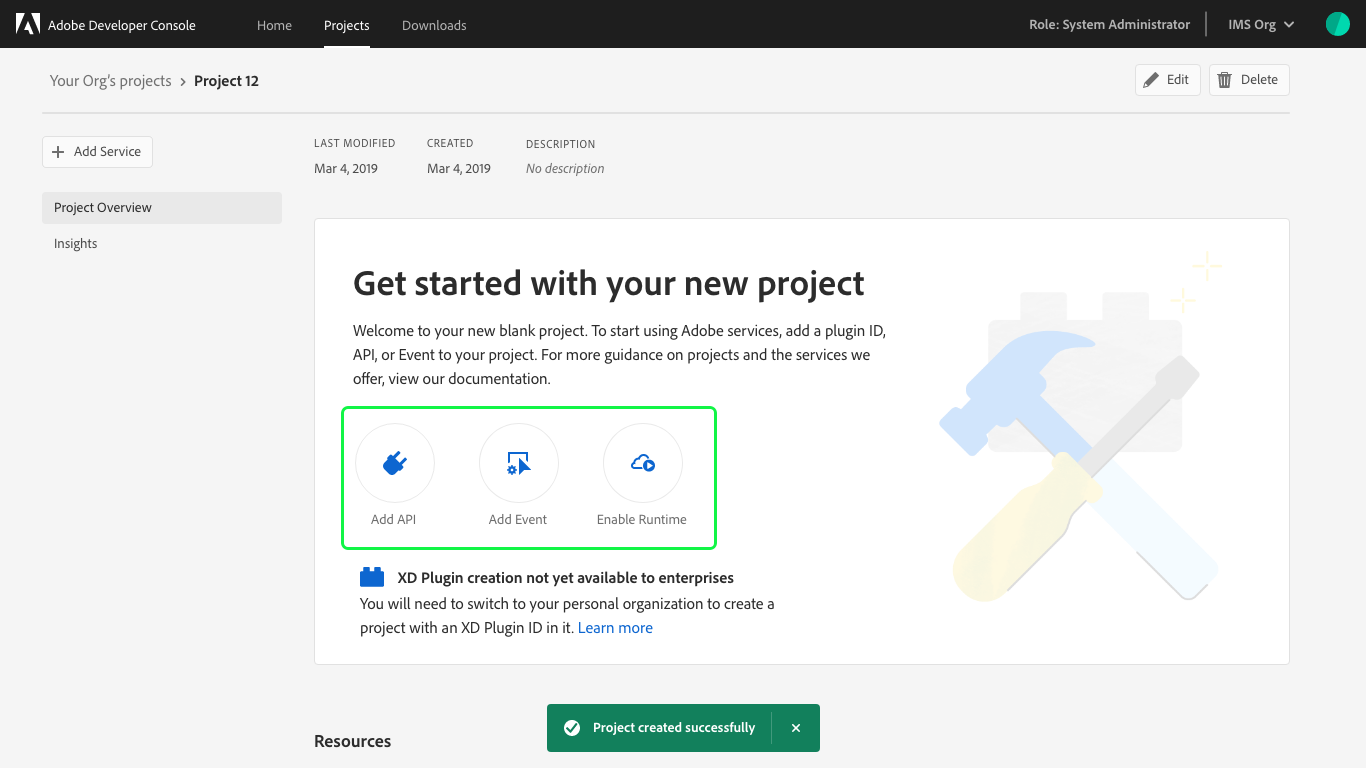 Adobe Developer Console Home Projects Downloads Role: System Administrator IMS Org
Your Org's projects > Project 12
Edit Delete
Add Service
LAST MODIFIED CREATED DESCRIPTION
Mar 4, 2019 Mar 4, 2019 No description
Project Overview
Insights
Get started with your new project
Welcome to your new blank project. To start using Adobe services, add a plugin ID,
API, or Event to your project. For more guidance on projects and the services we
offer, view our documentation.
Add API Add Event Enable Runtime
XD Plugin creation not yet available to enterprises
You will need to switch to your personal organization to create a
project with an XD Plugin ID in it. Learn more
Project created successfully
Resources